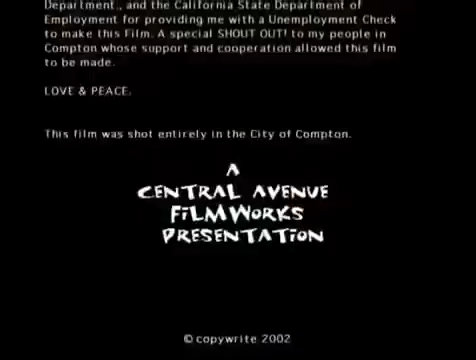 Department., and the California State Department of
Employment for providing me with a Unemployment Check
to make this Film. A special SHOUT OUT! to my people in
Compton whose support and cooperation allowed this film
to be made.
LOVE & PEACE.
This film was shot entirely in the City of Compton.
A
CENTRAL AVENUE
FiLMWORKS
PRESENTATiON
© copywrite 2002